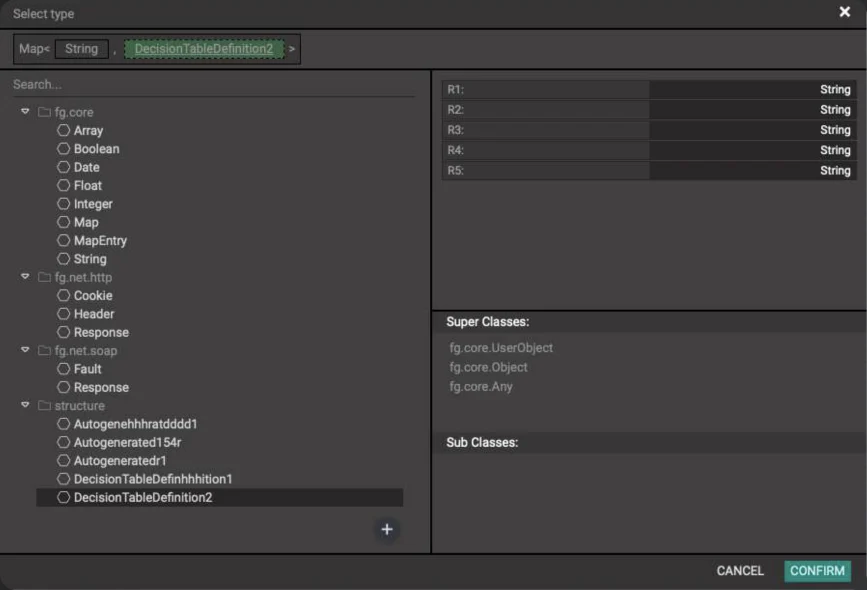 Select type
Map< String , DecisionTableDefinition2 >
Search...
fg.core
Array
Boolean
Date
Float
Integer
Map
MapEntry
String
fg.net.http
Cookie
Header
Response
fg.net.soap
Fault
Response
structure
Autogenehhhratdddd1
Autogenerated154r
Autogeneratedr1
DecisionTableDefinhhhition1
DecisionTableDefinition2
R1: String
R2: String
R3: String
R4: String
R5: String
Super Classes:
fg.core.UserObject
fg.core.Object
fg.core.Any
Sub Classes:
CANCEL CONFIRM